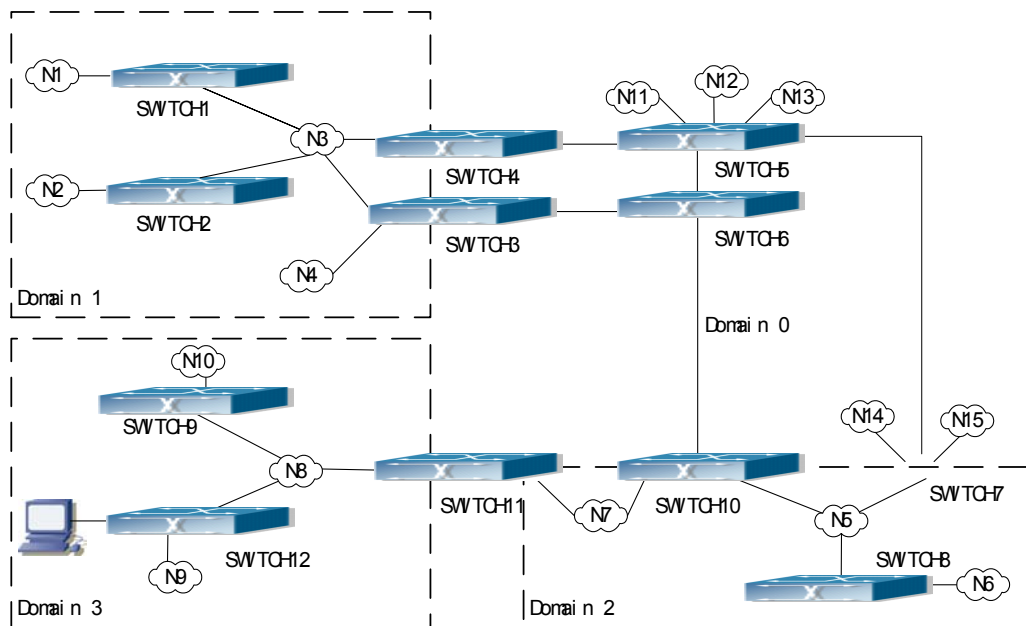 N1
SWITCH1
N2
SWITCH2
N3
N4
SWITCH4
SWITCH3
Domain 1
N11
N12
N13
SWITCH5
SWITCH6
Domain 0
N10
SWITCH9
N8
SWITCH12
N9
Domain 3
SWITCH11
N7
SWITCH10
N14
N15
SWITCH7
N5
SWITCH8
N6
Domain 2